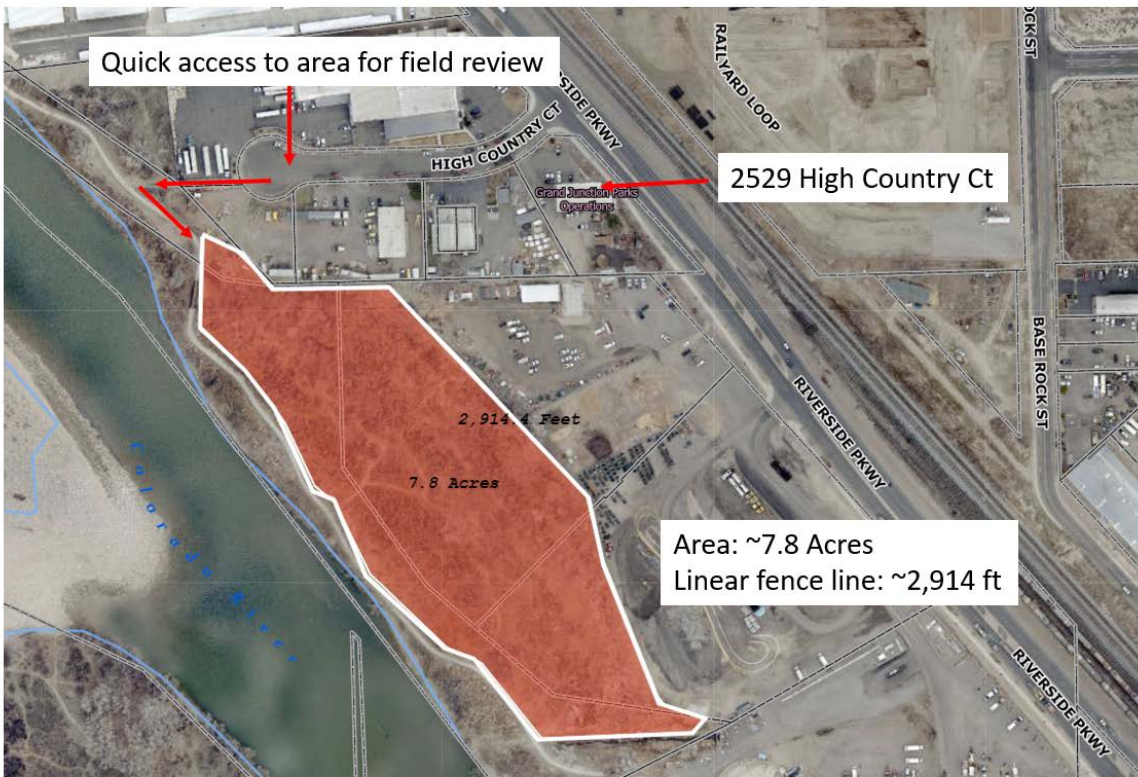 Quick access to area for field review
RAILYARD LOOP
ROCK ST
RSIDE PKWY
HIGH COUNTRY CT
2529 High Country Ct
Grand Junction Parks
Operations
BASE ROCK ST
RIVERSIDE PKWY
2,914.4 Feet
7.8 Acres
Colorado River
Area: ~7.8 Acres
Linear fence line: ~2,914 ft
RIVERSIDE PKWY